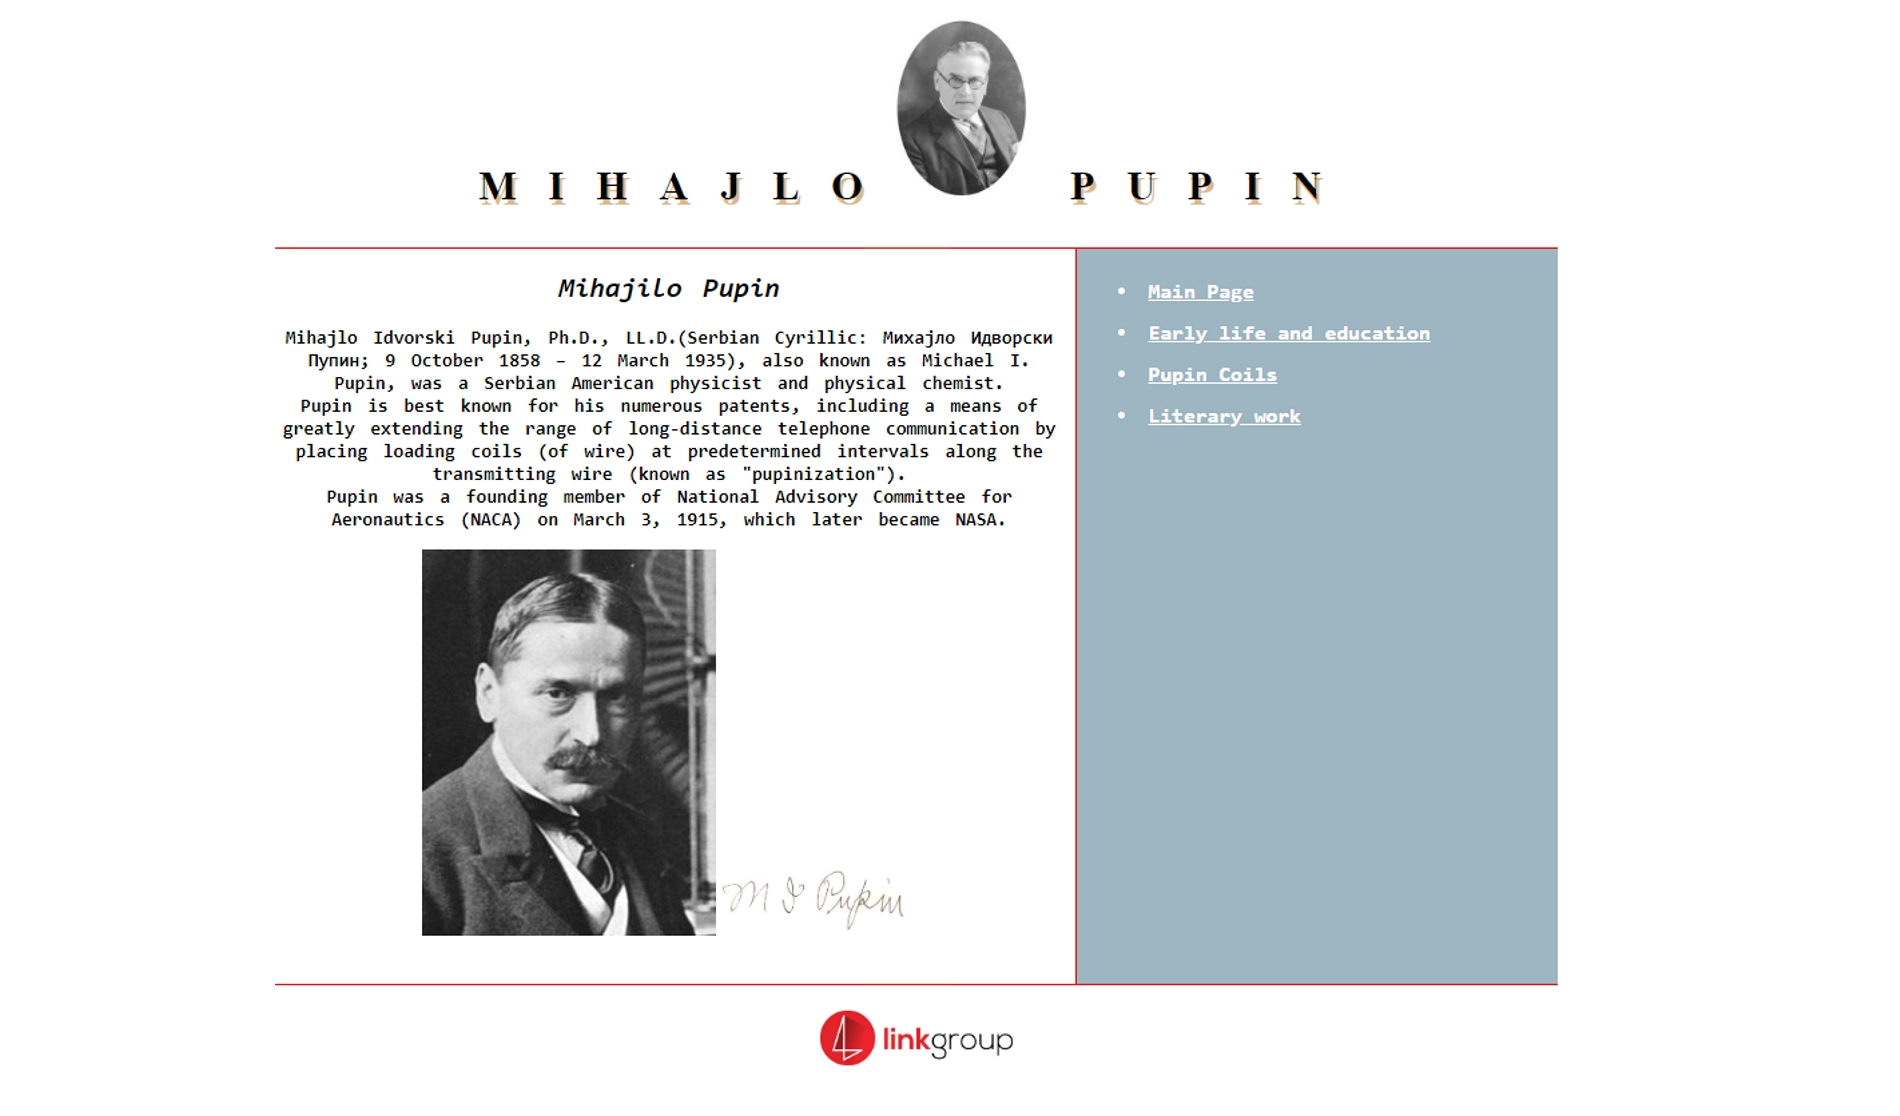 MIHAJLO PUPIN
Mihajilo Pupin
Mihajlo Idvorski Pupin, Ph.D., LL.D.(Serbian Cyrillic: Михајло Идворски
Пупин; 9 October 1858 – 12 March 1935), also known as Michael I.
Pupin, was a Serbian American physicist and physical chemist.
Pupin is best known for his numerous patents, including a means of
greatly extending the range of long-distance telephone communication by
placing loading coils (of wire) at predetermined intervals along the
transmitting wire (known as "pupinization").
Pupin was a founding member of National Advisory Committee for
Aeronautics (NACA) on March 3, 1915, which later became NASA.
M I Pupin
• Main Page
• Early life and education
• Pupin Coils
• Literary work
linkgroup